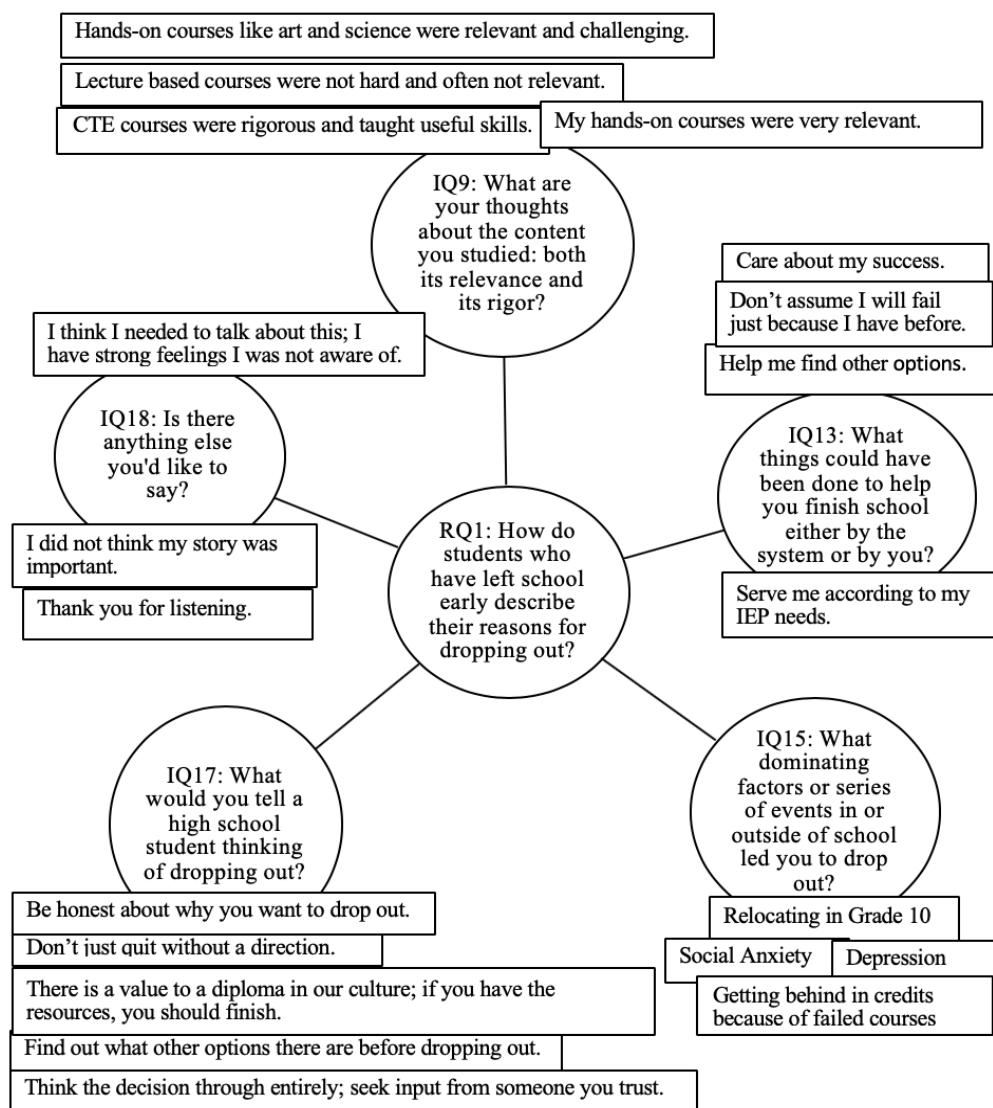 Hands-on courses like art and science were relevant and challenging.
Lecture based courses were not hard and often not relevant.
CTE courses were rigorous and taught useful skills.
My hands-on courses were very relevant.
IQ9: What are
your thoughts
about the content
you studied: both
its relevance and
its rigor?
Care about my success.
Don’t assume I will fail
just because I have before.
Help me find other options.
IQ13: What
things could have
been done to help
you finish school
either by the
system or by you?
Serve me according to my
IEP needs.
I think I needed to talk about this; I
have strong feelings I was not aware of.
IQ18: Is there
anything else
you'd like to
say?
I did not think my story was
important.
Thank you for listening.
RQ1: How do
students who
have left school
early describe
their reasons for
dropping out?
IQ17: What
would you tell a
high school
student thinking
of dropping out?
Be honest about why you want to drop out.
Don’t just quit without a direction.
There is a value to a diploma in our culture; if you have the
resources, you should finish.
Find out what other options there are before dropping out.
Think the decision through entirely; seek input from someone you trust.
IQ15: What
dominating
factors or series
of events in or
outside of school
led you to drop
out?
Relocating in Grade 10
Social Anxiety
Depression
Getting behind in credits
because of failed courses